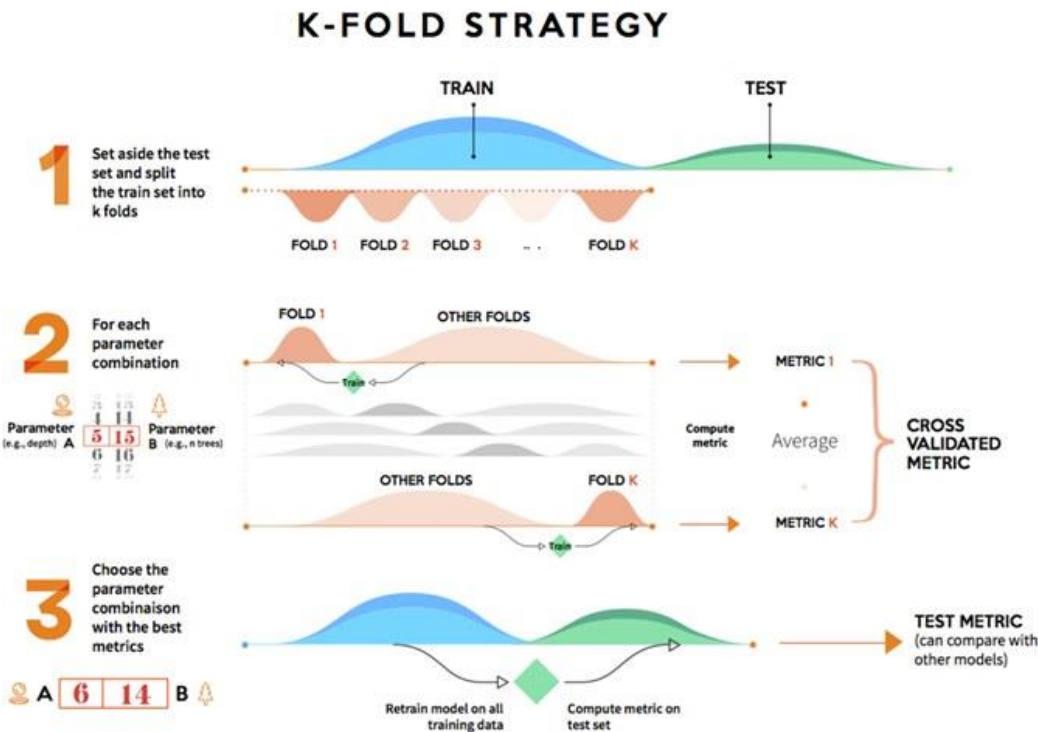 K-FOLD STRATEGY
TRAIN
TEST
1
Set aside the test
set and split
the train set into
k folds
FOLD 1
FOLD 2
FOLD 3
.. .
FOLD K
2
For each
parameter
combination
FOLD 1
OTHER FOLDS
Train
METRIC 1
4 14
Parameter
(e.g., depth) A
5 15
Parameter
B (e.g., n trees)
6 16
7 17
Compute
metric
Average
CROSS
VALIDATED
METRIC
OTHER FOLDS
FOLD K
Train
METRIC K
3
Choose the
parameter
combinaison
with the best
metrics
A 6 14 B
Retrain model on all
training data
Compute metric on
test set
TEST METRIC
(can compare with
other models)